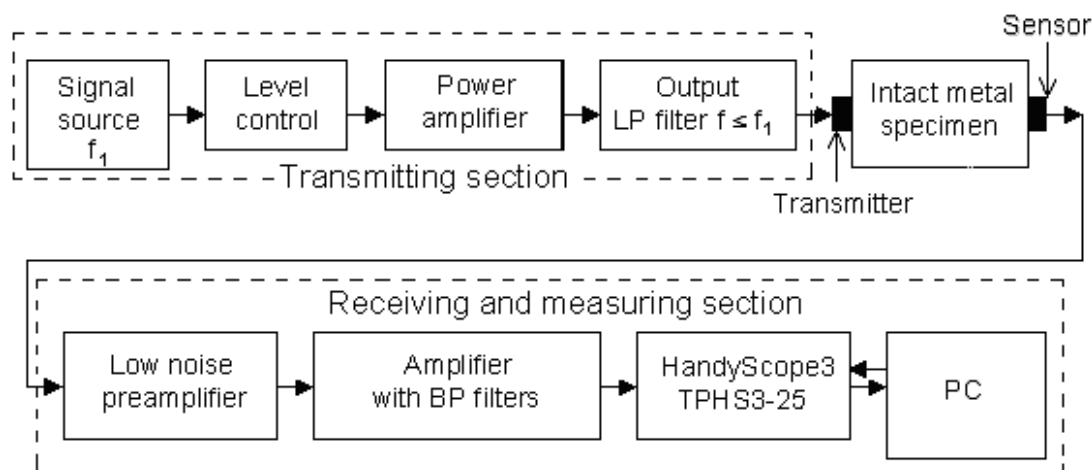 Sensor
Signal
source
f₁
Level
control
Power
amplifier
Output
LP filter f ≤ f₁
Intact metal
specimen
Transmitting section
Transmitter
Receiving and measuring section
Low noise
preamplifier
Amplifier
with BP filters
HandyScope3
TPHS3-25
PC